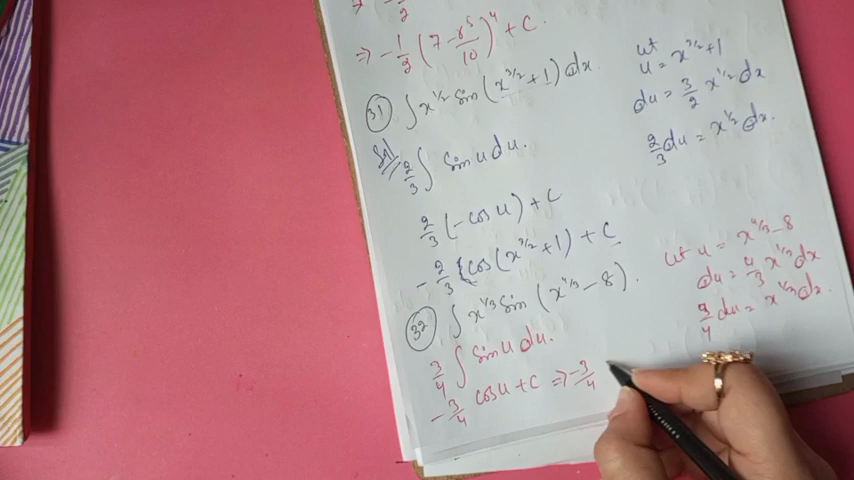 ⇒ -1/2 (7 - r⁵/10)⁴ + C.
31 ∫ x^1/2 sin (x^3/2 + 1) dx.
let
u = x^3/2 + 1
du = 3/2 x^1/2 dx
2/3 du = x^1/2 dx.
Sol 2/3 ∫ sin u du.
2/3 (-cos u) + C
-2/3 cos (x^3/2 + 1) + C
32 ∫ x^1/3 sin (x^4/3 - 8).
let u = x^4/3 - 8
du = 4/3 x^1/3 dx
3/4 du = x^1/3 dx.
3/4 ∫ sin u du.
-3/4 cos u + C ⇒ -3/4